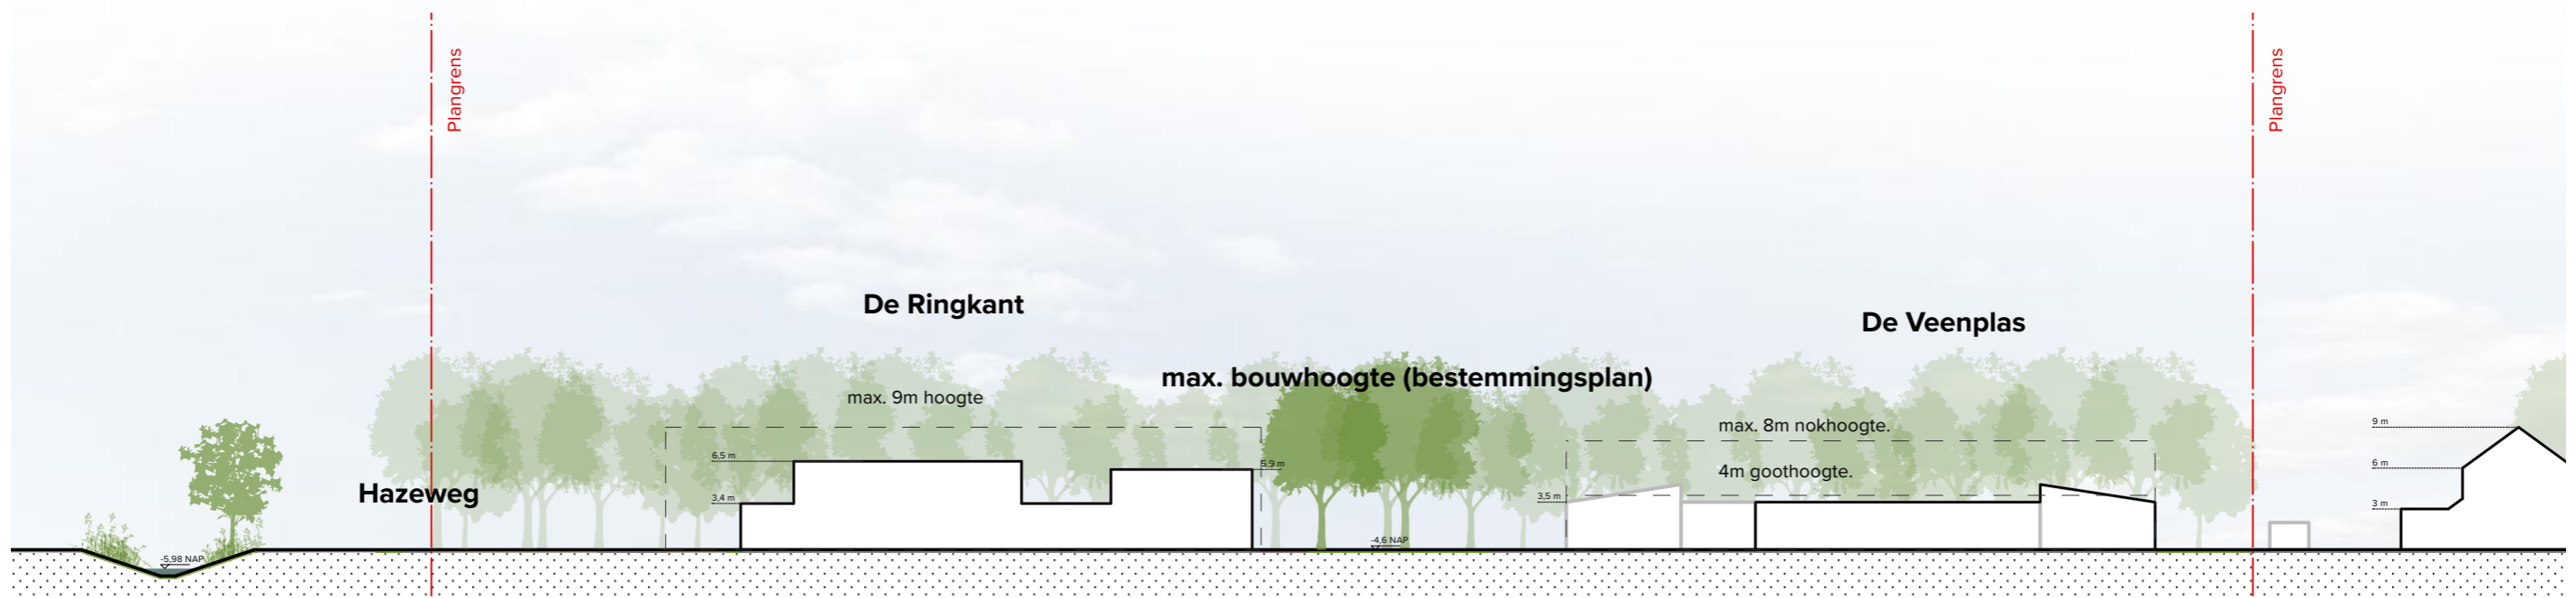 Plangrens
Plangrens
De Ringkant
De Veenplas
max. bouwhoogte (bestemmingsplan)
max. 9m hoogte
max. 8m nokhoogte.
9 m
6,5 m
5,9 m
6 m
4m goothoogte.
Hazeweg
3,4 m
3,5 m
3 m
-4,6 NAP
-5,98 NAP